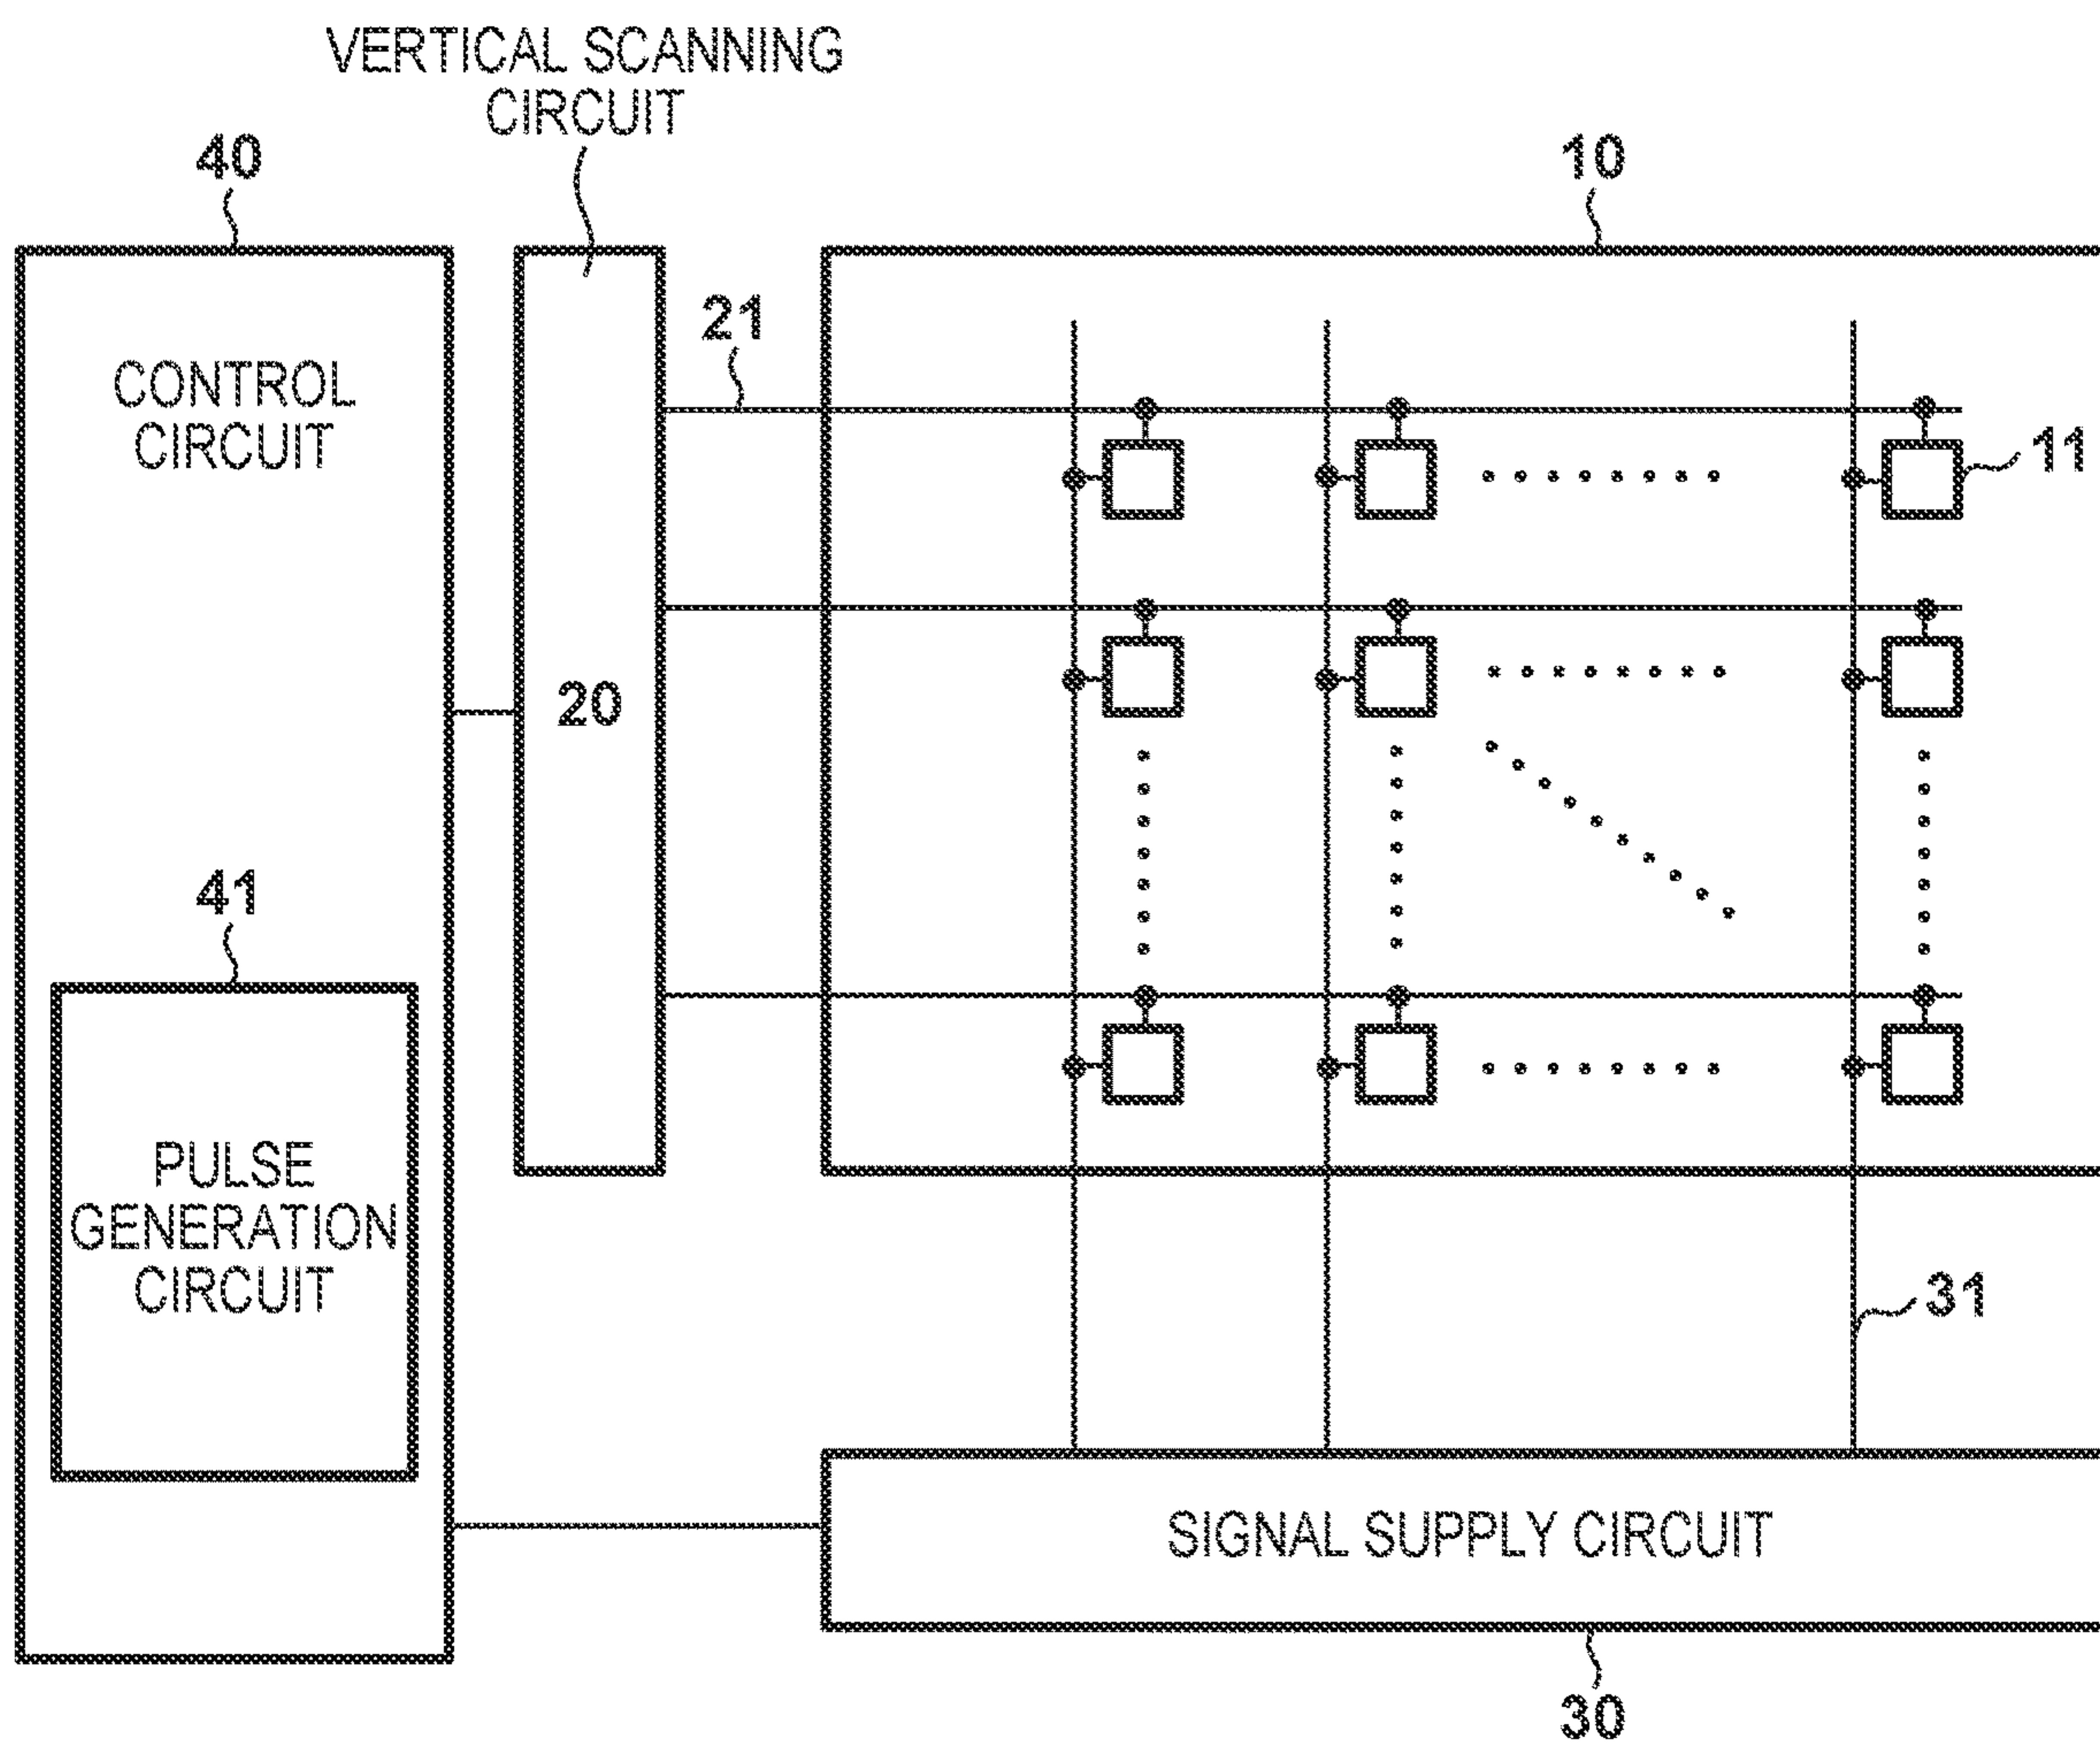 VERTICAL SCANNING
CIRCUIT
40
10
21
CONTROL
CIRCUIT
11
20
41
PULSE
GENERATION
CIRCUIT
31
SIGNAL SUPPLY CIRCUIT
30